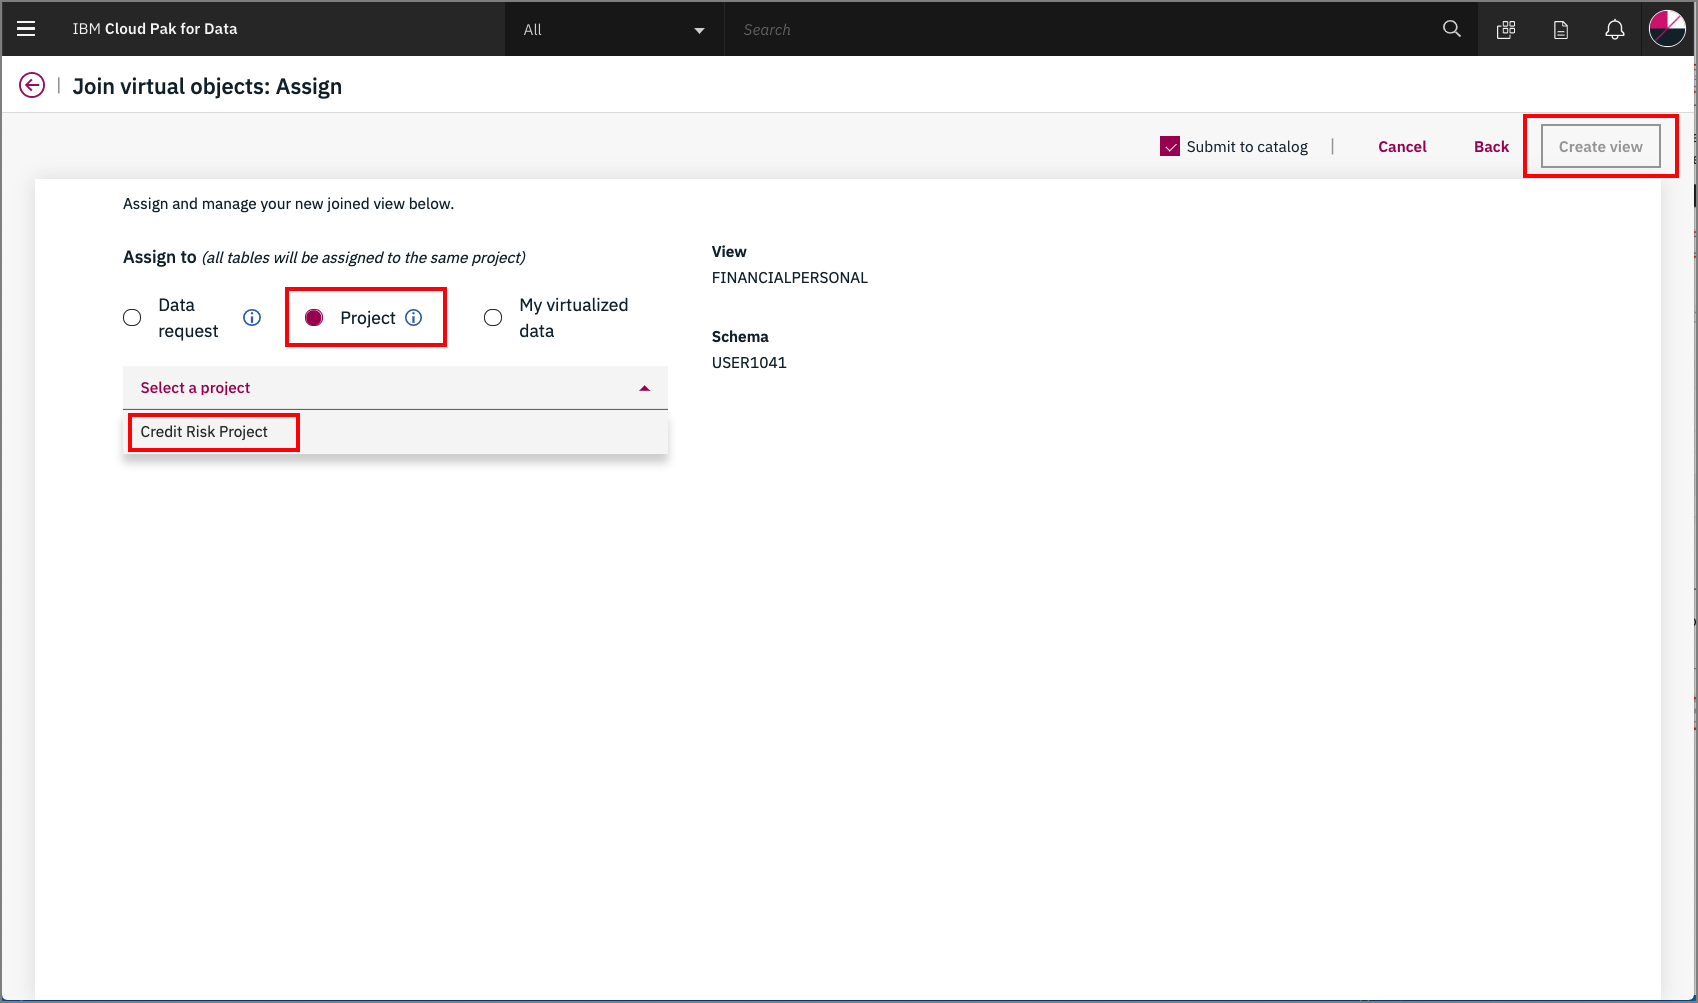 IBM Cloud Pak for Data
All
Search
Join virtual objects: Assign
Submit to catalog
Cancel
Back
Create view
Assign and manage your new joined view below.
Assign to (all tables will be assigned to the same project)
Data
request
Project
My virtualized
data
Select a project
Credit Risk Project
View
FINANCIALPERSONAL
Schema
USER1041